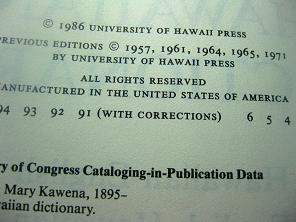 © 1986 UNIVERSITY OF HAWAII PRESS
PREVIOUS EDITIONS © 1957, 1961, 1964, 1965, 1971
BY UNIVERSITY OF HAWAII PRESS
ALL RIGHTS RESERVED
MANUFACTURED IN THE UNITED STATES OF AMERICA
94 93 92 91 (WITH CORRECTIONS) 6 5 4
ry of Congress Cataloging-in-Publication Data
Mary Kawena, 1895–
aiian dictionary.